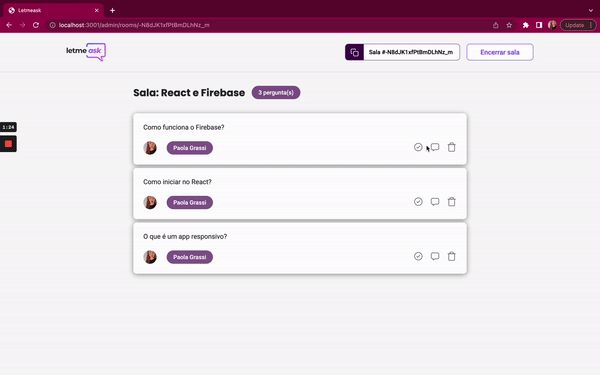 Letmeask
localhost:3001/admin/rooms/-N8dJK1xfPtBmDLhNz_m
Update
letmeask
Sala #-N8dJK1xfPtBmDLhNz_m
Encerrar sala
Sala: React e Firebase
3 pergunta(s)
1:24
Como funciona o Firebase?
Paola Grassi
Como iniciar no React?
Paola Grassi
O que é um app responsivo?
Paola Grassi